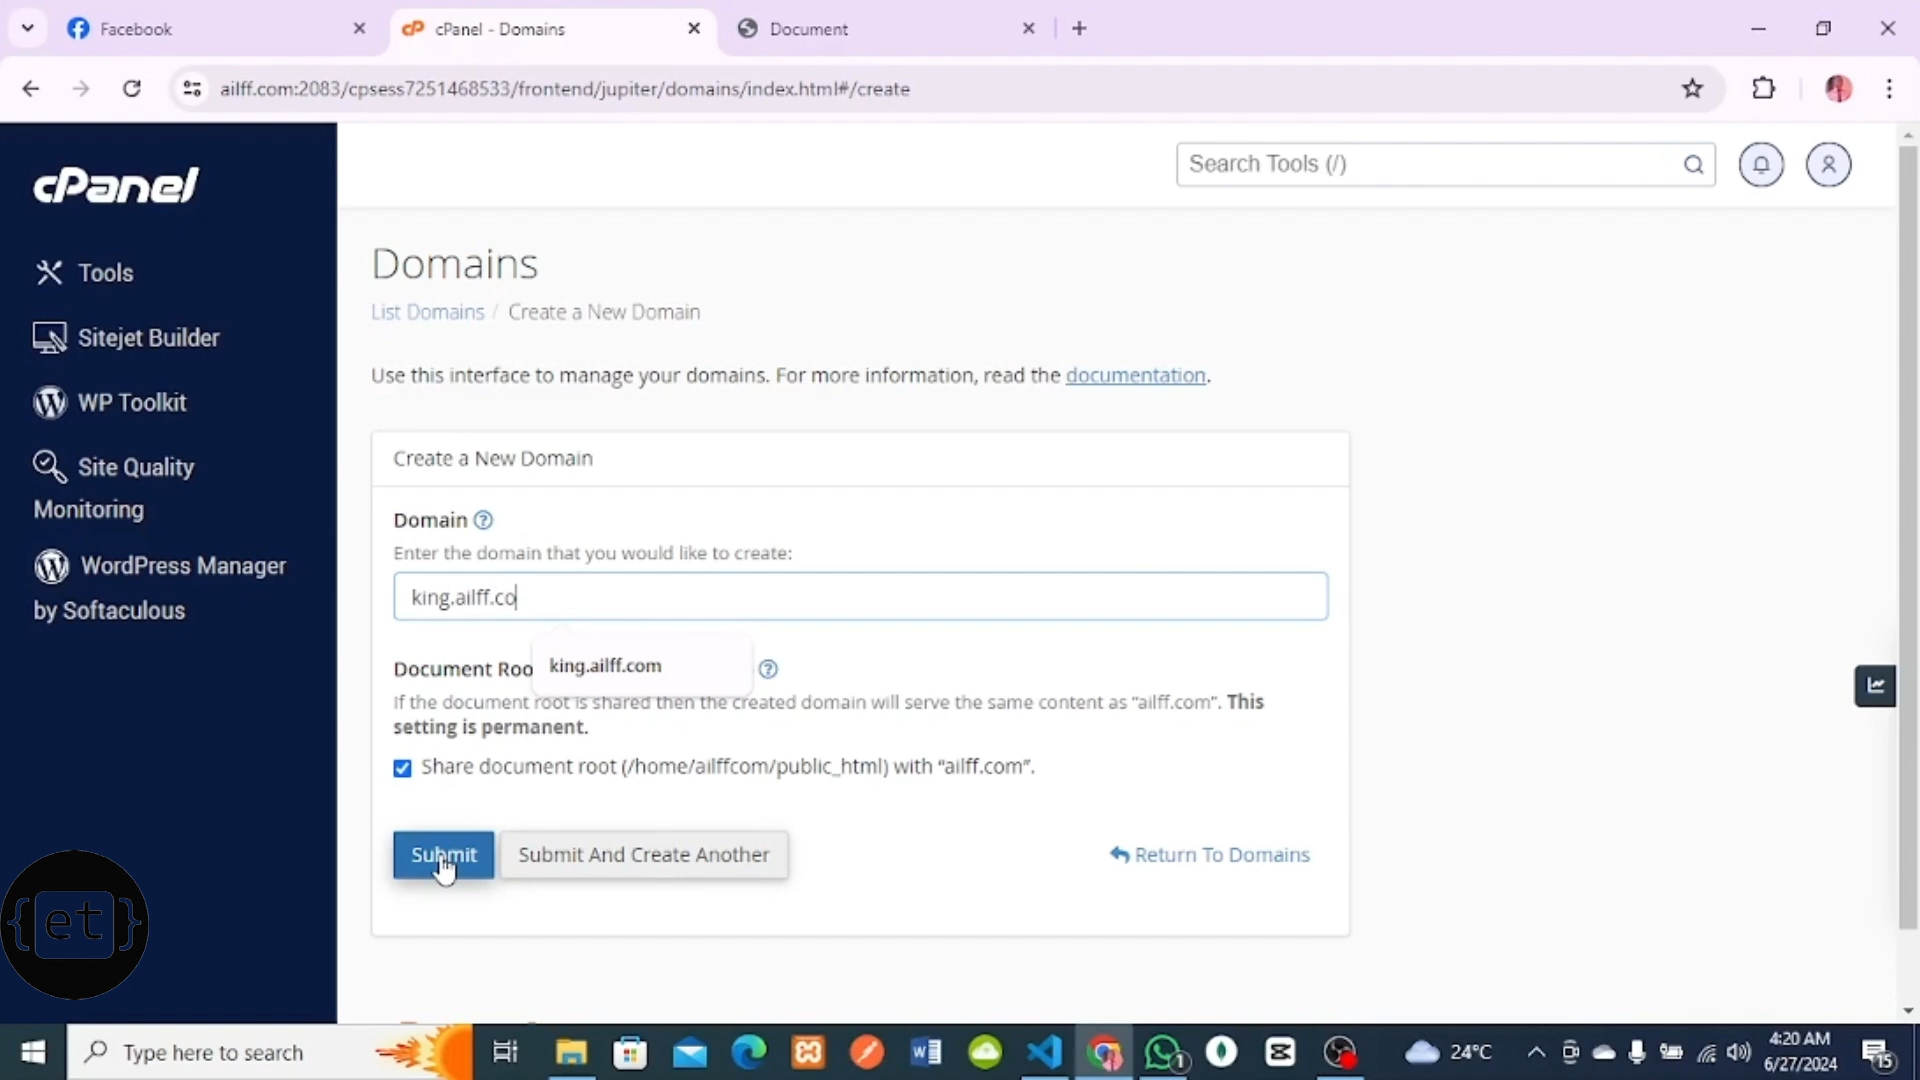 Facebook
cPanel - Domains
Document
ailff.com:2083/cpsess7251468533/frontend/jupiter/domains/index.html#/create
cPanel
Search Tools (/)
Tools
Sitejet Builder
WP Toolkit
Site Quality
Monitoring
WordPress Manager
by Softaculous
Domains
List Domains / Create a New Domain
Use this interface to manage your domains. For more information, read the documentation.
Create a New Domain
Domain
Enter the domain that you would like to create:
king.ailff.co
king.ailff.com
Document Roo
If the document root is shared then the created domain will serve the same content as “ailff.com”. This
setting is permanent.
Share document root (/home/ailffcom/public_html) with “ailff.com”.
Submit
Submit And Create Another
Return To Domains
{et}
Type here to search
1
24°C
4:20 AM
6/27/2024
15